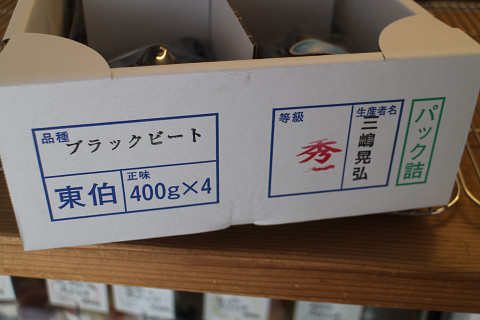 品種
ブラックビート
東伯
正味
400g×4
等級
秀
生産者名
三嶋晃弘
パック詰